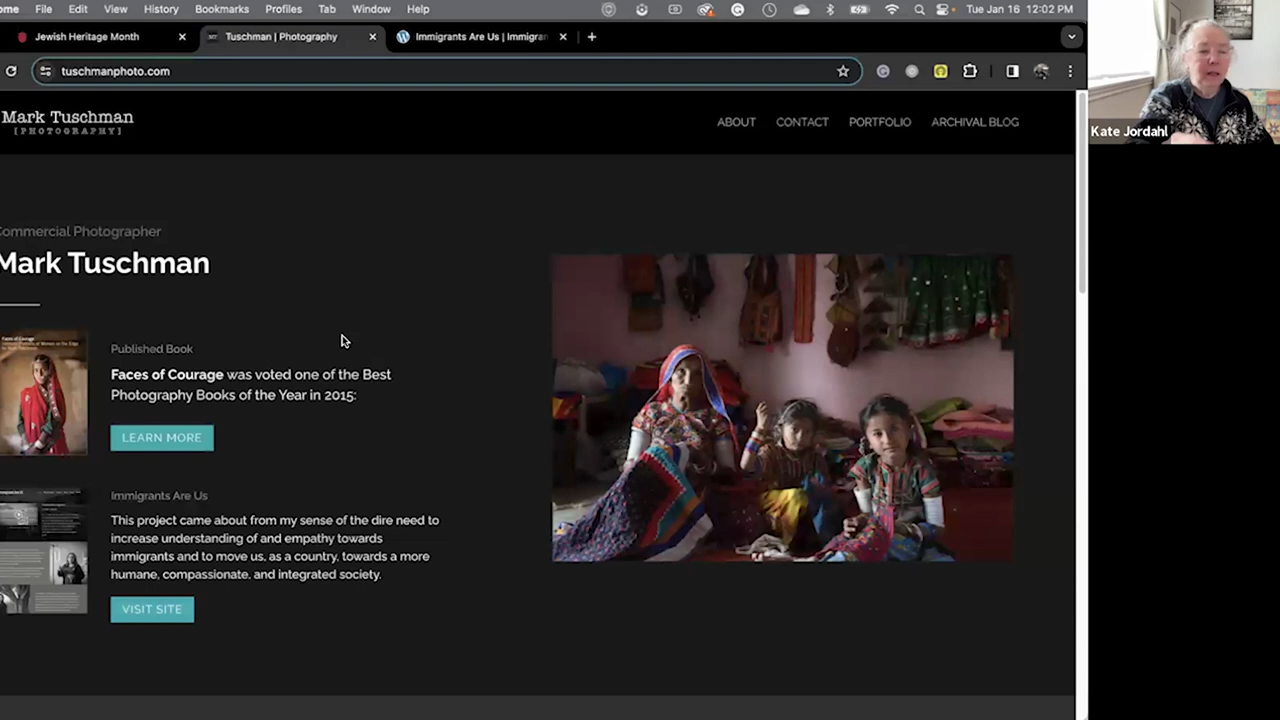 ome File Edit View History Bookmarks Profiles Tab Window Help Tue Jan 16 12:02 PM
Jewish Heritage Month Tuschman | Photography Immigrants Are Us | Immigran
tuschmanphoto.com
Mark Tuschman
[PHOTOGRAPHY]
ABOUT CONTACT PORTFOLIO ARCHIVAL BLOG
Commercial Photographer
Mark Tuschman
Faces of Courage
Published Book
Faces of Courage was voted one of the Best
Photography Books of the Year in 2015:
LEARN MORE
Immigrants Are Us
This project came about from my sense of the dire need to
increase understanding of and empathy towards
immigrants and to move us, as a country, towards a more
humane, compassionate, and integrated society.
VISIT SITE
Kate Jordahl